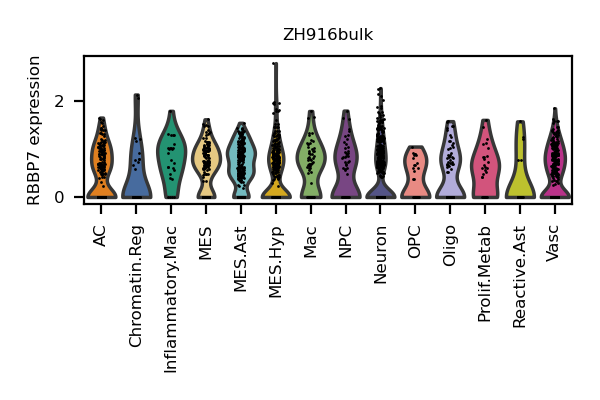 ZH916bulk
RBBP7 expression
2
0
AC
Chromatin.Reg
Inflammatory.Mac
MES
MES.Ast
MES.Hyp
Mac
NPC
Neuron
OPC
Oligo
Prolif.Metab
Reactive.Ast
Vasc